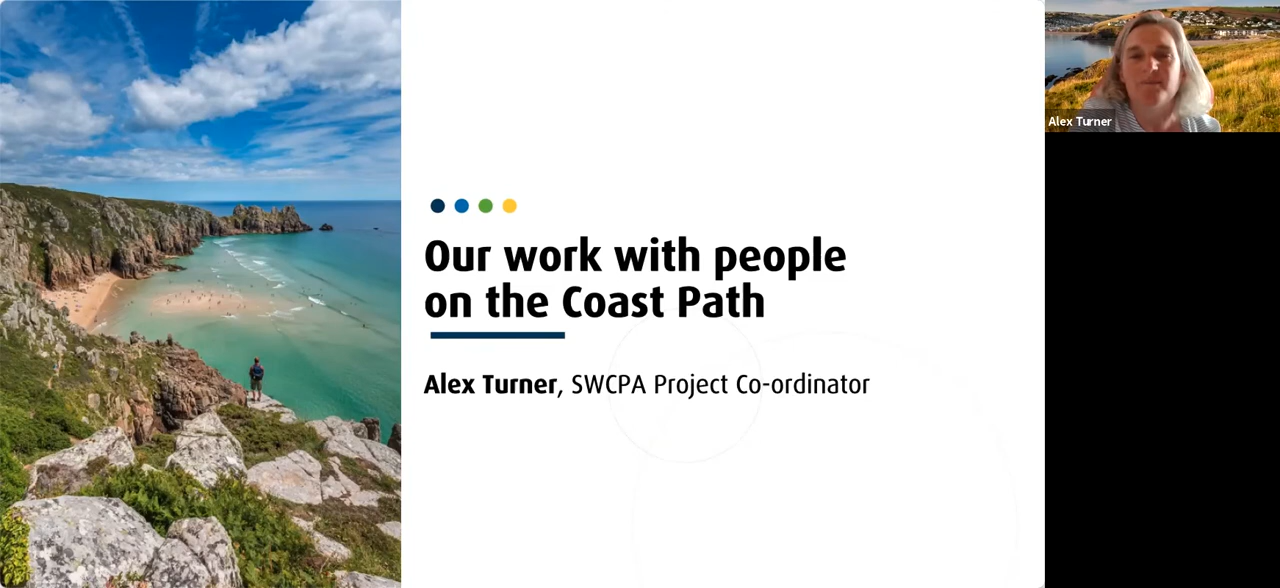 Our work with people
on the Coast Path
Alex Turner, SWCPA Project Co-ordinator
Alex Turner